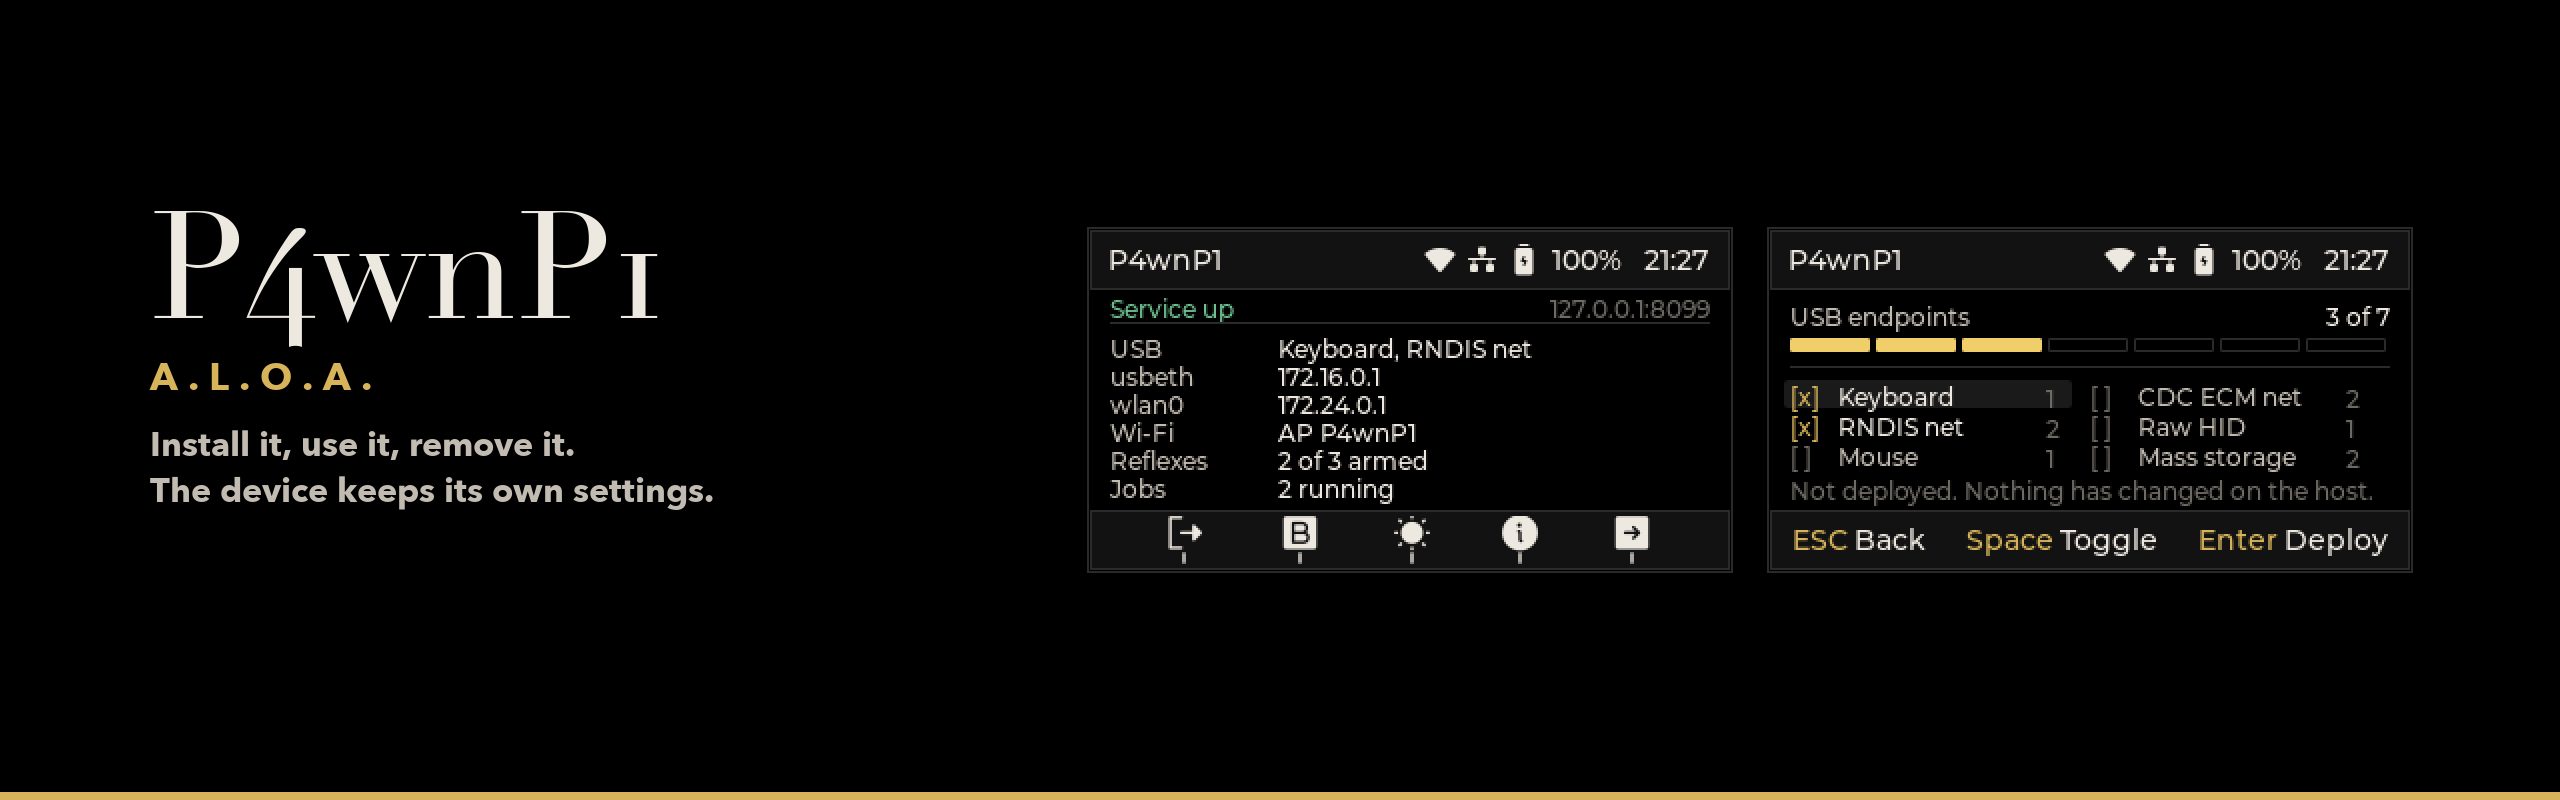 P4wnP1
A.L.O.A.
Install it, use it, remove it.
The device keeps its own settings.
P4wnP1 100% 21:27
Service up 127.0.0.1:8099
USB Keyboard, RNDIS net
usbeth 172.16.0.1
wlan0 172.24.0.1
Wi-Fi AP P4wnP1
Reflexes 2 of 3 armed
Jobs 2 running
B
i
P4wnP1 100% 21:27
USB endpoints 3 of 7
[x] Keyboard 1 [ ] CDC ECM net 2
[x] RNDIS net 2 [ ] Raw HID 1
[ ] Mouse 1 [ ] Mass storage 2
Not deployed. Nothing has changed on the host.
ESC Back Space Toggle Enter Deploy